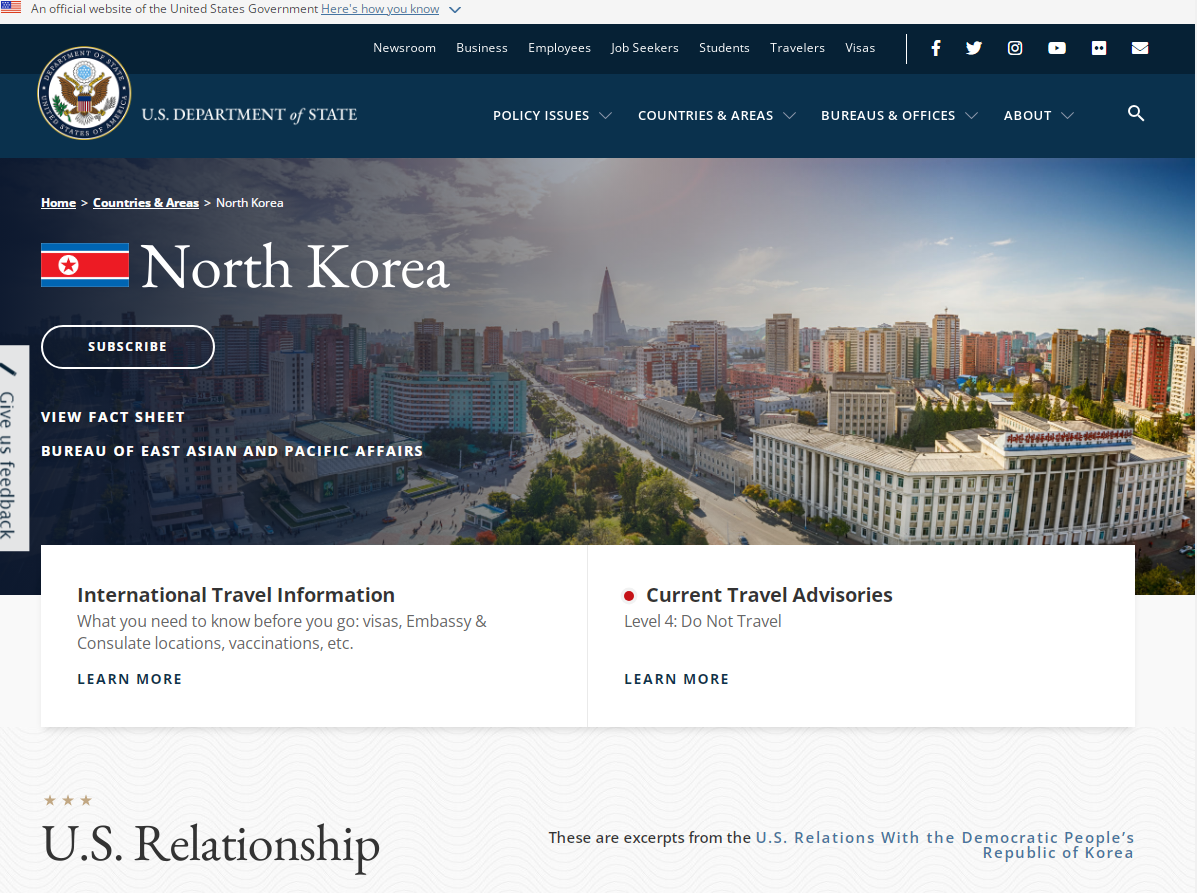 An official website of the United States Government Here's how you know
Newsroom Business Employees Job Seekers Students Travelers Visas
U.S. DEPARTMENT of STATE
POLICY ISSUES COUNTRIES & AREAS BUREAUS & OFFICES ABOUT
DEPARTMENT OF STATE
UNITED STATES OF AMERICA
Home > Countries & Areas > North Korea
North Korea
SUBSCRIBE
Give us feedback
VIEW FACT SHEET
BUREAU OF EAST ASIAN AND PACIFIC AFFAIRS
International Travel Information
What you need to know before you go: visas, Embassy &
Consulate locations, vaccinations, etc.
LEARN MORE
Current Travel Advisories
Level 4: Do Not Travel
LEARN MORE
U.S. Relationship
These are excerpts from the U.S. Relations With the Democratic People's
Republic of Korea